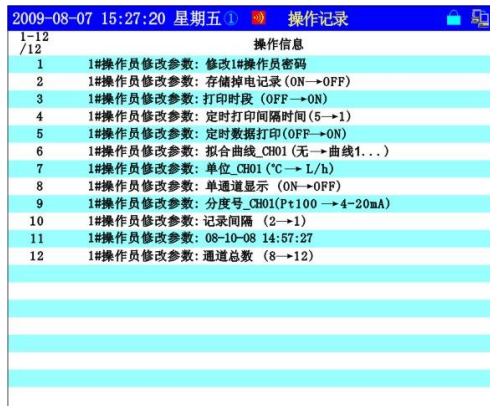 2009-08-07 15:27:20 星期五① 操作记录
1-12
/12
操作信息
1 1#操作员修改参数: 修改1#操作员密码
2 1#操作员修改参数: 存储掉电记录(ON→OFF)
3 1#操作员修改参数: 打印时段 (OFF→ON)
4 1#操作员修改参数: 定时打印间隔时间(5→1)
5 1#操作员修改参数: 定时数据打印(OFF→ON)
6 1#操作员修改参数: 拟合曲线_CH01(无→曲线1...)
7 1#操作员修改参数: 单位_CH01(℃→L/h)
8 1#操作员修改参数: 单通道显示 (ON→OFF)
9 1#操作员修改参数: 分度号_CH01(Pt100→4-20mA)
10 1#操作员修改参数: 记录间隔 (2→1)
11 1#操作员修改参数: 08-10-08 14:57:27
12 1#操作员修改参数: 通道总数 (8→12)